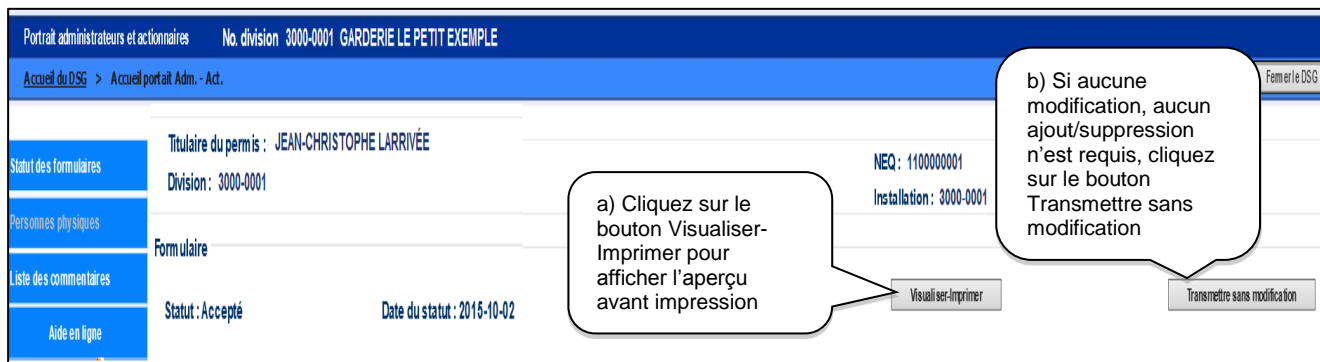 Portrait administrateurs et actionnaires No. division 3000-0001 GARDERIE LE PETIT EXEMPLE
Accueil du DSG > Accueil portait Adm. - Act.
Fermer le DSG
b) Si aucune
modification, aucun
ajout/suppression
n'est requis, cliquez
sur le bouton
Transmettre sans
modification
Titulaire du permis : JEAN-CHRISTOPHE LARRIVÉE
Division : 3000-0001
NEQ : 1100000001
Installation : 3000-0001
Statut des formulaires
Personnes physiques
Liste des commentaires
Aide en ligne
a) Cliquez sur le
bouton Visualiser-
Imprimer pour
afficher l'aperçu
avant impression
Formulaire
Statut : Accepté Date du statut : 2015-10-02
Visualiser-Imprimer
Transmettre sans modification